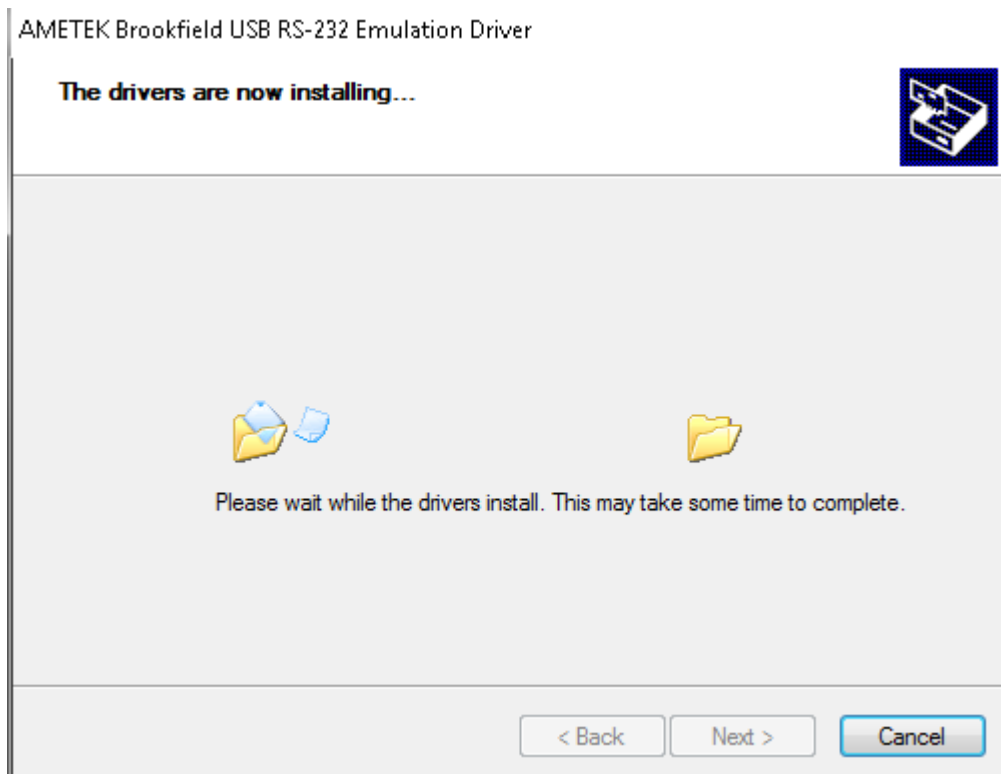 AMETEK Brookfield USB RS-232 Emulation Driver
The drivers are now installing...
Please wait while the drivers install. This may take some time to complete.
< Back
Next >
Cancel